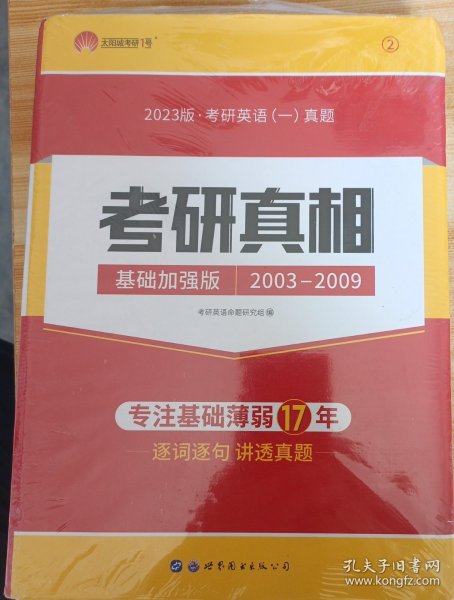 太阳城考研1号
②
2023版·考研英语(一)真题
考研真相
基础加强版 2003-2009
考研英语命题研究组 编
专注基础薄弱17年
逐词逐句 讲透真题
世界图书出版公司
孔夫子旧书网
www.kongfz.com